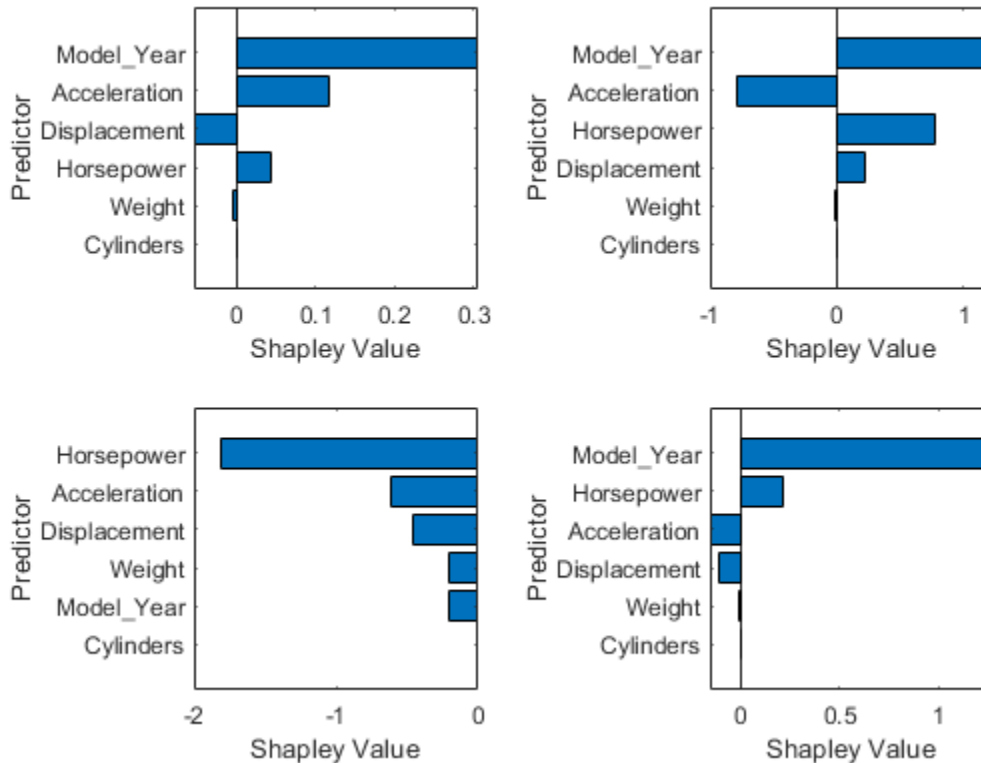 Predictor
Model_Year
Acceleration
Displacement
Horsepower
Weight
Cylinders
0 0.1 0.2 0.3
Shapley Value
Predictor
Model_Year
Acceleration
Horsepower
Displacement
Weight
Cylinders
-1 0 1
Shapley Value
Predictor
Horsepower
Acceleration
Displacement
Weight
Model_Year
Cylinders
-2 -1 0
Shapley Value
Predictor
Model_Year
Horsepower
Acceleration
Displacement
Weight
Cylinders
0 0.5 1
Shapley Value